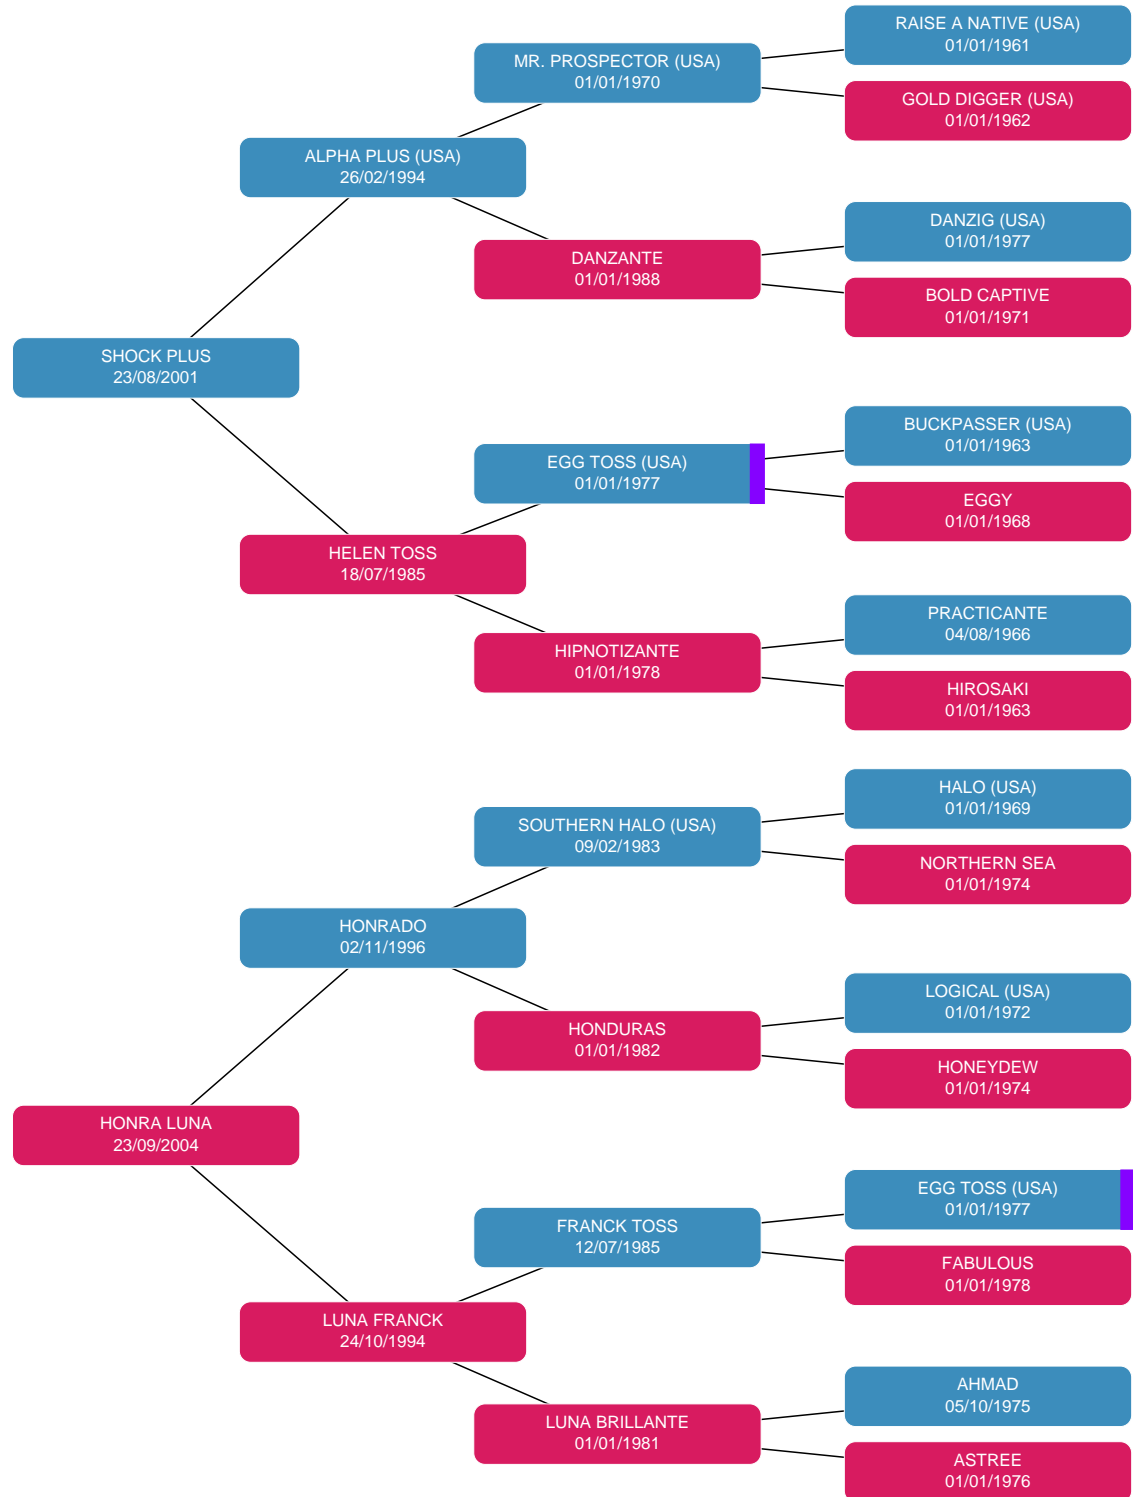 RAISE A NATIVE (USA)
01/01/1961
MR. PROSPECTOR (USA)
01/01/1970
GOLD DIGGER (USA)
01/01/1962
ALPHA PLUS (USA)
26/02/1994
DANZIG (USA)
01/01/1977
DANZANTE
01/01/1988
BOLD CAPTIVE
01/01/1971
SHOCK PLUS
23/08/2001
BUCKPASSER (USA)
01/01/1963
EGG TOSS (USA)
01/01/1977
EGGY
01/01/1968
HELEN TOSS
18/07/1985
PRACTICANTE
04/08/1966
HIPNOTIZANTE
01/01/1978
HIROSAKI
01/01/1963
HALO (USA)
01/01/1969
SOUTHERN HALO (USA)
09/02/1983
NORTHERN SEA
01/01/1974
HONRADO
02/11/1996
LOGICAL (USA)
01/01/1972
HONDURAS
01/01/1982
HONEYDEW
01/01/1974
HONRA LUNA
23/09/2004
EGG TOSS (USA)
01/01/1977
FRANCK TOSS
12/07/1985
FABULOUS
01/01/1978
LUNA FRANCK
24/10/1994
AHMAD
05/10/1975
LUNA BRILLANTE
01/01/1981
ASTREE
01/01/1976